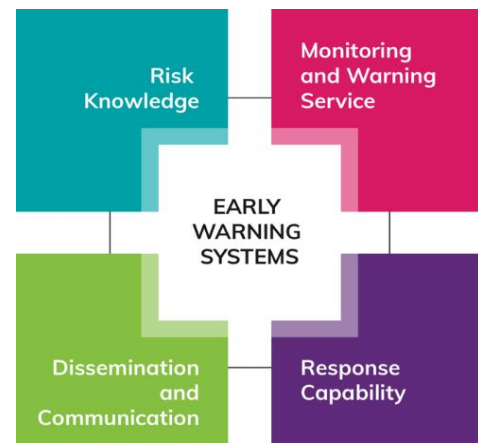 Risk
Knowledge
Monitoring
and Warning
Service
EARLY
WARNING
SYSTEMS
Dissemination
and
Communication
Response
Capability